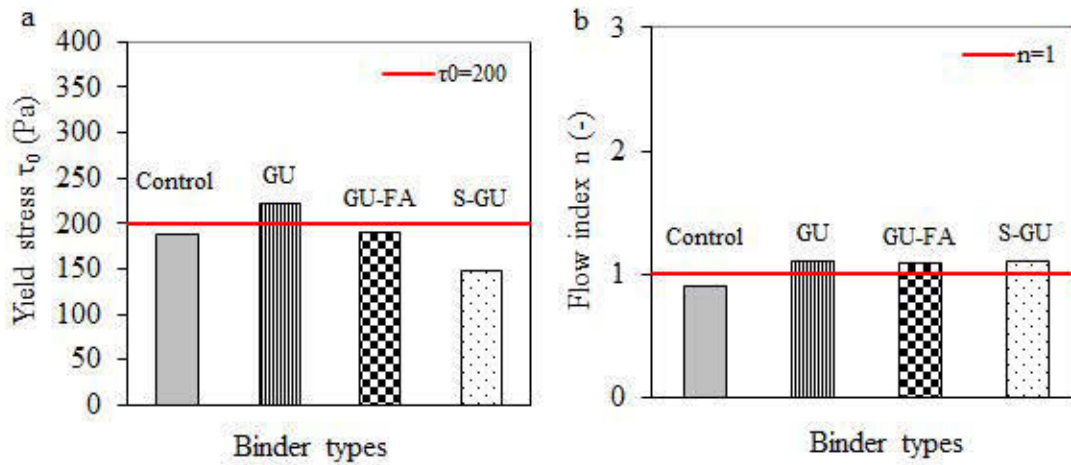 a
400
350
300
250
200
150
100
50
0
Yield stress τ₀ (Pa)
τ0=200
Control
GU
GU-FA
S-GU
Binder types
b
3
2
1
0
Flow index n (-)
n=1
Control
GU
GU-FA
S-GU
Binder types